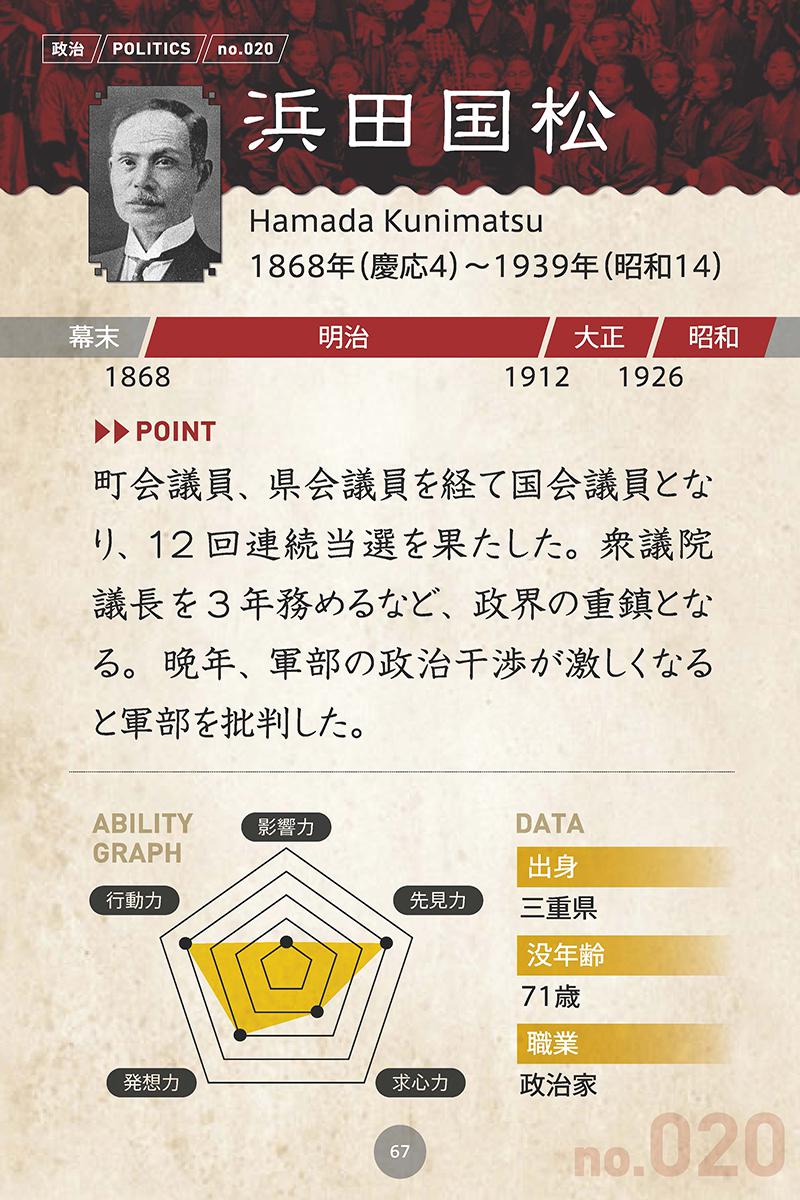 政治 POLITICS no.020
浜田国松
Hamada Kunimatsu
1868年(慶応4)〜1939年(昭和14)
幕末 明治 大正 昭和
1868 1912 1926
POINT
町会議員、県会議員を経て国会議員とな
り、12回連続当選を果たした。衆議院
議長を3年務めるなど、政界の重鎮とな
る。晩年、軍部の政治干渉が激しくなる
と軍部を批判した。
ABILITY
GRAPH
影響力
行動力
先見力
発想力
求心力
DATA
出身
三重県
没年齢
71歳
職業
政治家
67
no.020